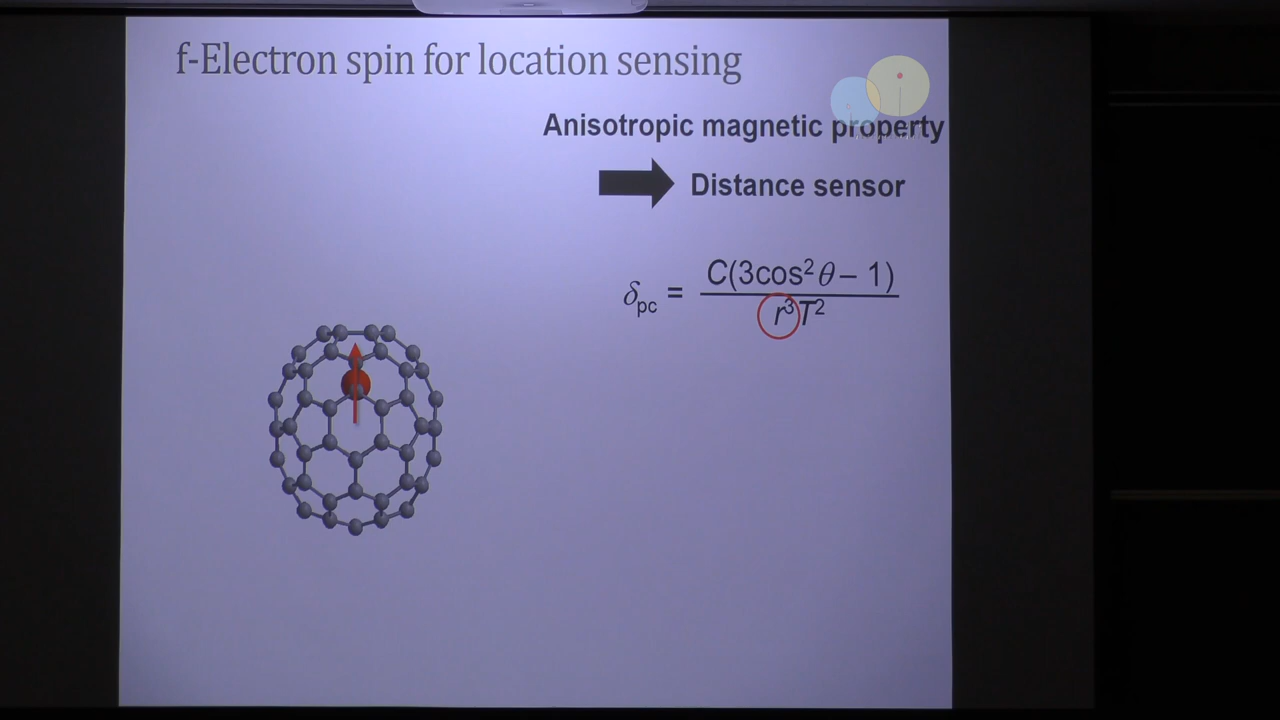 f-Electron spin for location sensing
Anisotropic magnetic property
Distance sensor
δpc = C(3cos²θ – 1) / r³T²